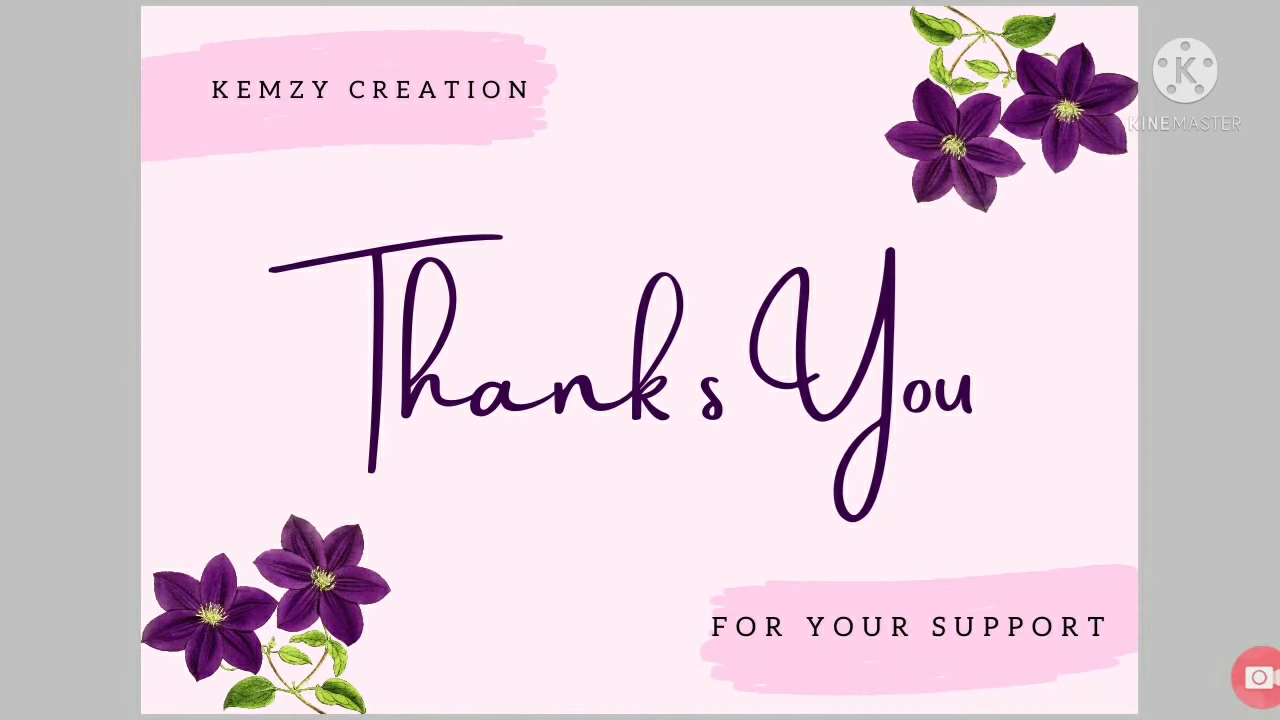 KEMZY CREATION
K
KINEMASTER
Thanks You
FOR YOUR SUPPORT